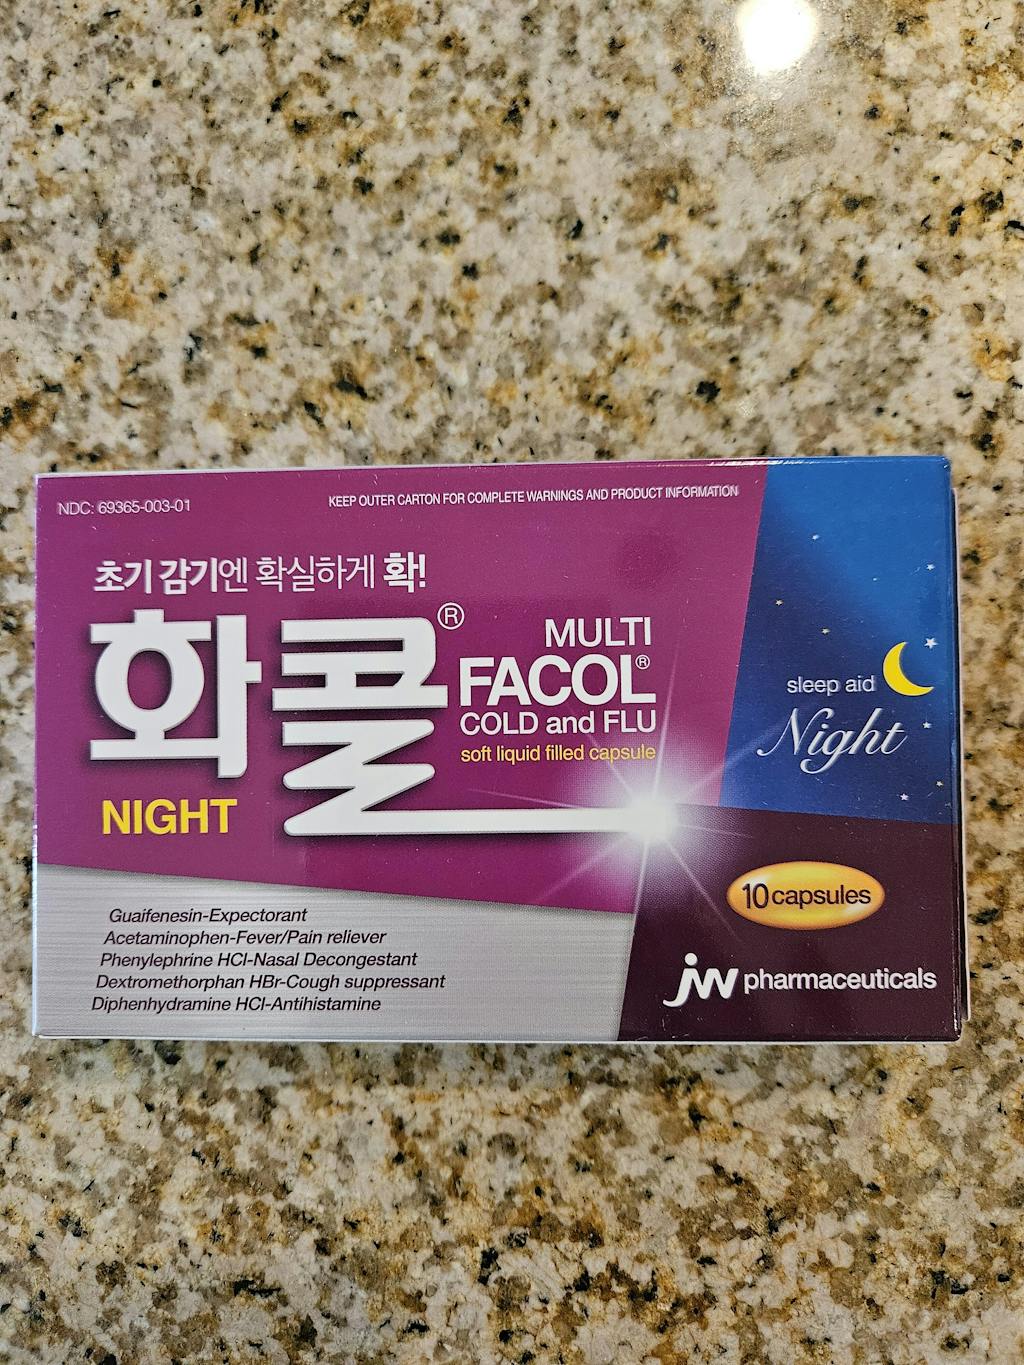 NDC: 69365-003-01
KEEP OUTER CARTON FOR COMPLETE WARNINGS AND PRODUCT INFORMATION
초기 감기엔 확실하게 확!
화콜®
NIGHT
MULTI
FACOL®
COLD and FLU
soft liquid filled capsule
sleep aid
Night
10 capsules
Guaifenesin-Expectorant
Acetaminophen-Fever/Pain reliever
Phenylephrine HCl-Nasal Decongestant
Dextromethorphan HBr-Cough suppressant
Diphenhydramine HCl-Antihistamine
jw pharmaceuticals